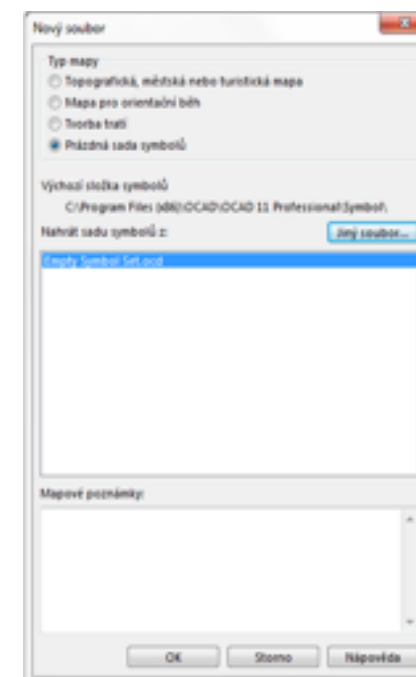 Nový soubor
Typ mapy
Topografická, městská nebo turistická mapa
Mapa pro orientační běh
Tvorba tratí
Prázdná sada symbolů
Výchozí složka symbolů
C:\Program Files (x86)\OCAD\OCAD 11 Professional\Symbol\
Nahrát sadu symbolů z:
Jiný soubor...
Empty Symbol Set.ocd
Mapové poznámky:
OK
Storno
Nápověda